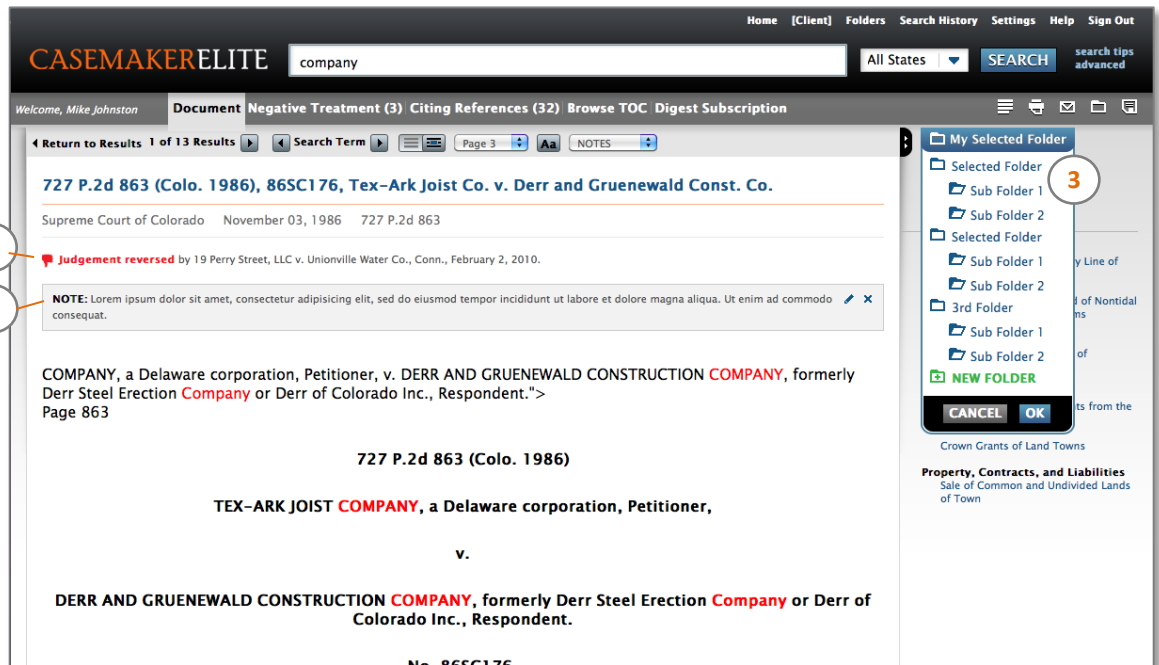 Home [Client] Folders Search History Settings Help Sign Out
CASEMAKERELITE
company
All States
SEARCH
search tips
advanced
Welcome, Mike Johnston
Document Negative Treatment (3) Citing References (32) Browse TOC Digest Subscription
Return to Results 1 of 13 Results Search Term Page 3 Aa NOTES
727 P.2d 863 (Colo. 1986), 86SC176, Tex-Ark Joist Co. v. Derr and Gruenewald Const. Co.
Supreme Court of Colorado November 03, 1986 727 P.2d 863
Judgement reversed by 19 Perry Street, LLC v. Unionville Water Co., Conn., February 2, 2010.
NOTE: Lorem ipsum dolor sit amet, consectetur adipisicing elit, sed do eiusmod tempor incididunt ut labore et dolore magna aliqua. Ut enim ad commodo
consequat.
COMPANY, a Delaware corporation, Petitioner, v. DERR AND GRUENEWALD CONSTRUCTION COMPANY, formerly
Derr Steel Erection Company or Derr of Colorado Inc., Respondent.">
Page 863
727 P.2d 863 (Colo. 1986)
TEX-ARK JOIST COMPANY, a Delaware corporation, Petitioner,
v.
DERR AND GRUENEWALD CONSTRUCTION COMPANY, formerly Derr Steel Erection Company or Derr of
Colorado Inc., Respondent.
No. 86SC176
My Selected Folder
Selected Folder
3
Sub Folder 1
Sub Folder 2
Selected Folder
Sub Folder 1
Sub Folder 2
3rd Folder
Sub Folder 1
Sub Folder 2
NEW FOLDER
CANCEL OK
y Line of
d of Nontidal
ms
of
ts from the
Crown Grants of Land Towns
Property, Contracts, and Liabilities
Sale of Common and Undivided Lands
of Town